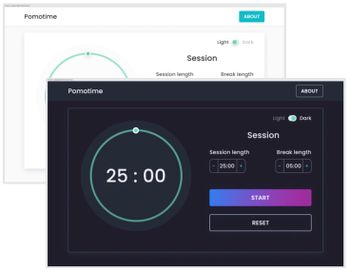 Pomotime
ABOUT
Light Dark
Session
Session length Break length
Pomotime
ABOUT
Light Dark
Session
Session length Break length
25 : 00
- 25:00 + - 05:00 +
START
RESET